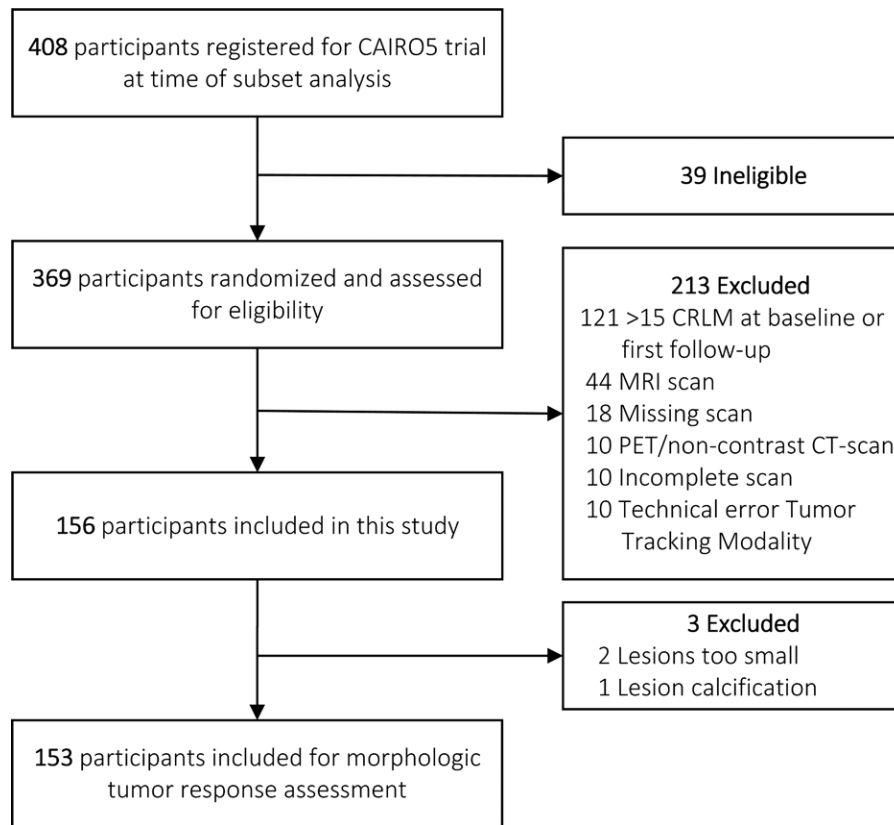 408 participants registered for CAIRO5 trial
at time of subset analysis
39 Ineligible
369 participants randomized and assessed
for eligibility
213 Excluded
121 >15 CRLM at baseline or
first follow-up
44 MRI scan
18 Missing scan
10 PET/non-contrast CT-scan
10 Incomplete scan
10 Technical error Tumor
Tracking Modality
156 participants included in this study
3 Excluded
2 Lesions too small
1 Lesion calcification
153 participants included for morphologic
tumor response assessment